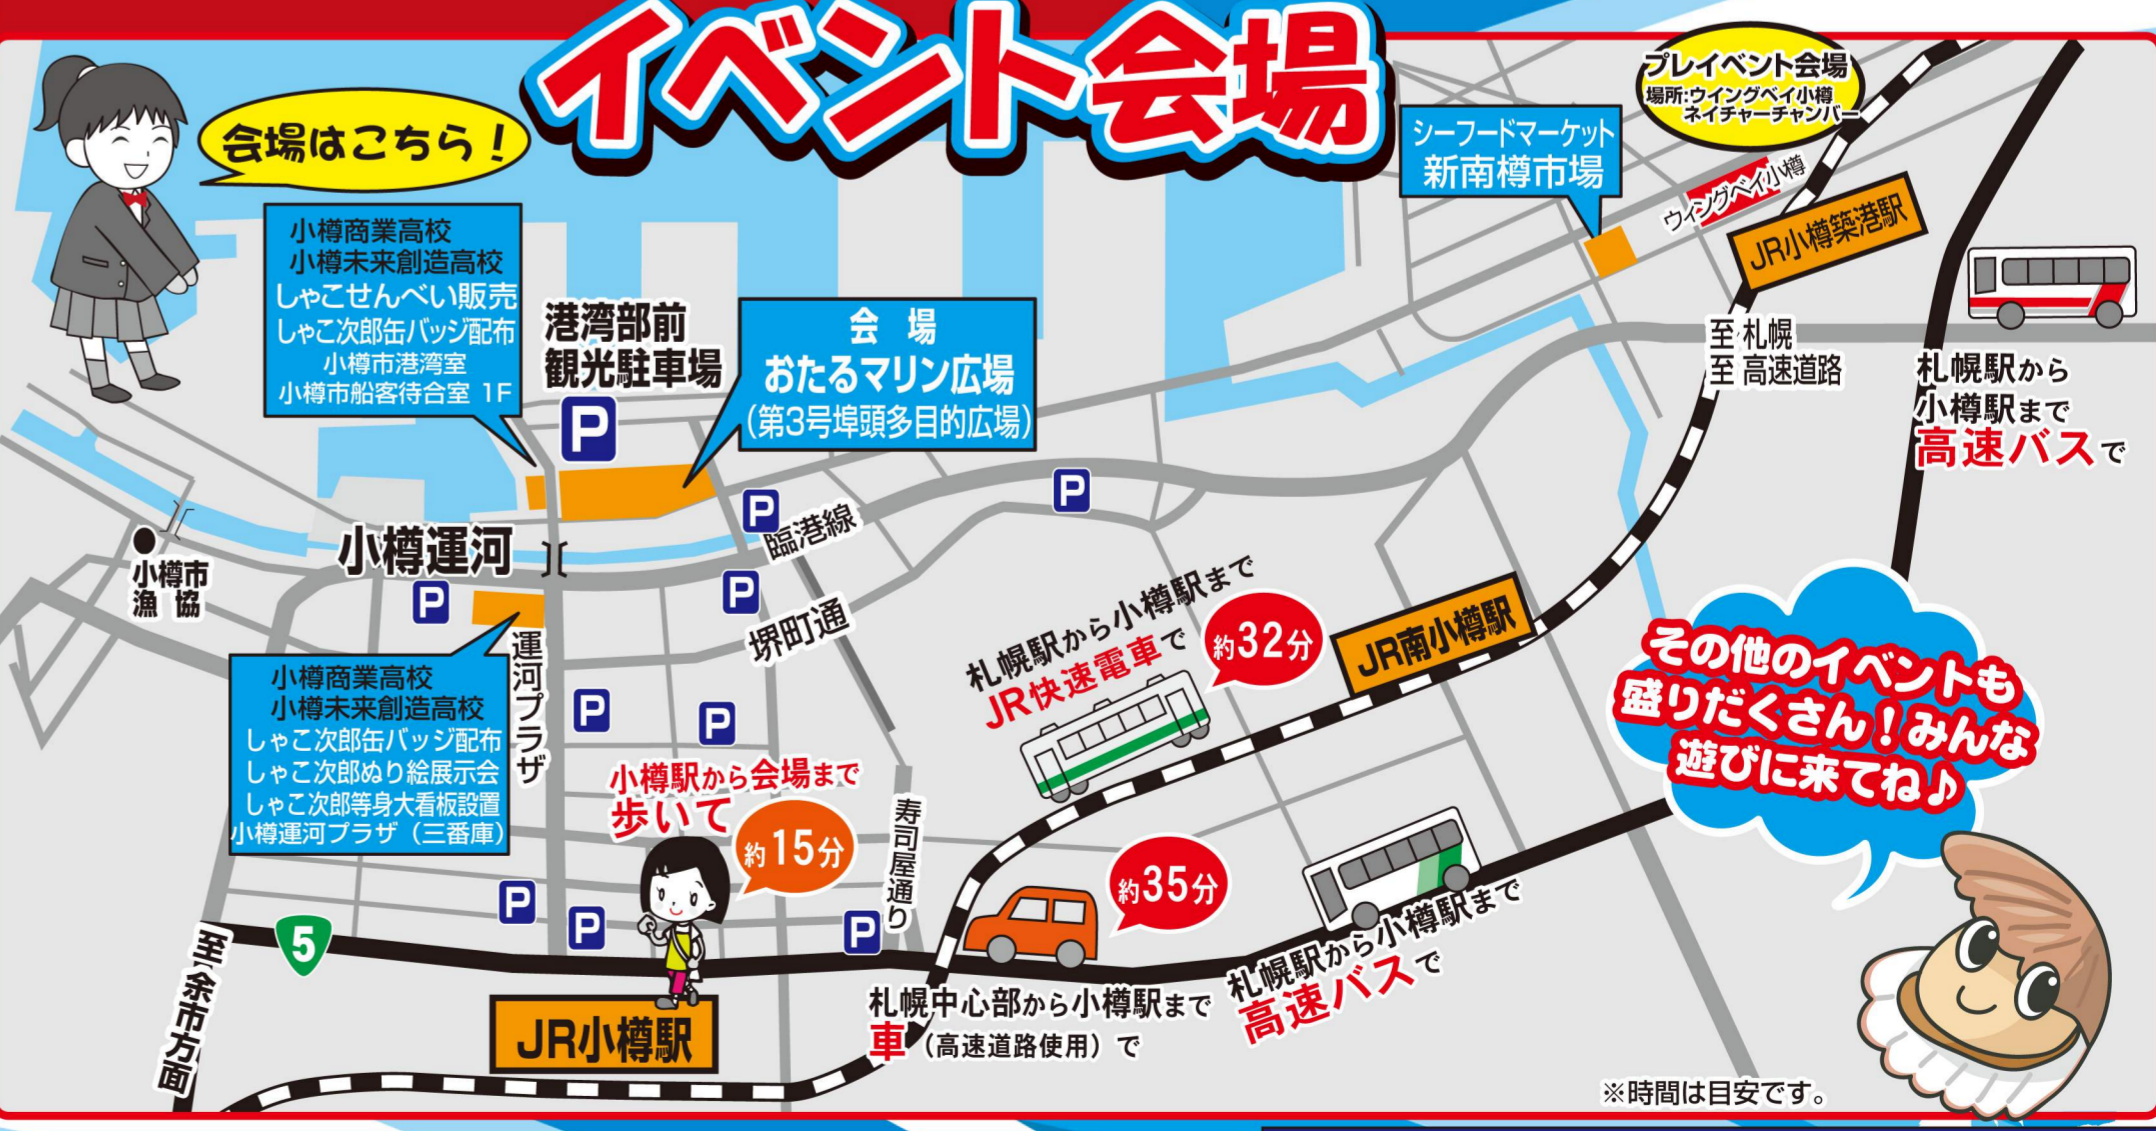 イベント会場
会場はこちら!
小樽商業高校
小樽未来創造高校
しゃこせんべい販売
しゃこ次郎缶バッジ配布
小樽市港湾室
小樽市船客待合室 1F
港湾部前
観光駐車場
P
会 場
おたるマリン広場
(第3号埠頭多目的広場)
シーフードマーケット
新南樽市場
プレイベント会場
場所:ウイングベイ小樽
ネイチャーチャンバー
ウィングベイ小樽
JR小樽築港駅
至 札幌
至 高速道路
札幌駅から
小樽駅まで
高速バスで
小樽市
漁 協
小樽運河
P
P
臨港線
P
P
堺町通
運河プラザ
小樽商業高校
小樽未来創造高校
しゃこ次郎缶バッジ配布
しゃこ次郎ぬり絵展示会
しゃこ次郎等身大看板設置
小樽運河プラザ(三番庫)
P
P
札幌駅から小樽駅まで
JR快速電車で
約32分
JR南小樽駅
その他のイベントも
盛りだくさん!みんな
遊びに来てね♪
小樽駅から会場まで
歩いて
約15分
寿司屋通り
約35分
P
P
P
5
至余市方面
JR小樽駅
札幌中心部から小樽駅まで
車(高速道路使用)で
札幌駅から小樽駅まで
高速バスで
※時間は目安です。